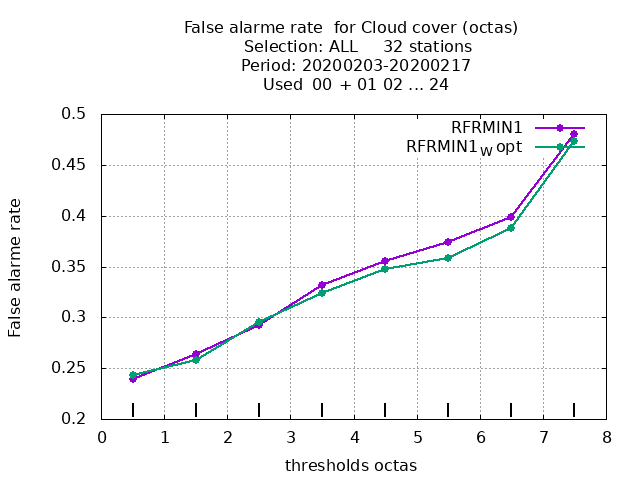 False alarme rate  for Cloud cover (octas)
Selection: ALL     32 stations
Period: 20200203-20200217
Used  00 + 01 02 ... 24
RFRMIN1
RFRMIN1W opt
False alarme rate
0.5
0.45
0.4
0.35
0.3
0.25
0.2
0 1 2 3 4 5 6 7 8
thresholds octas